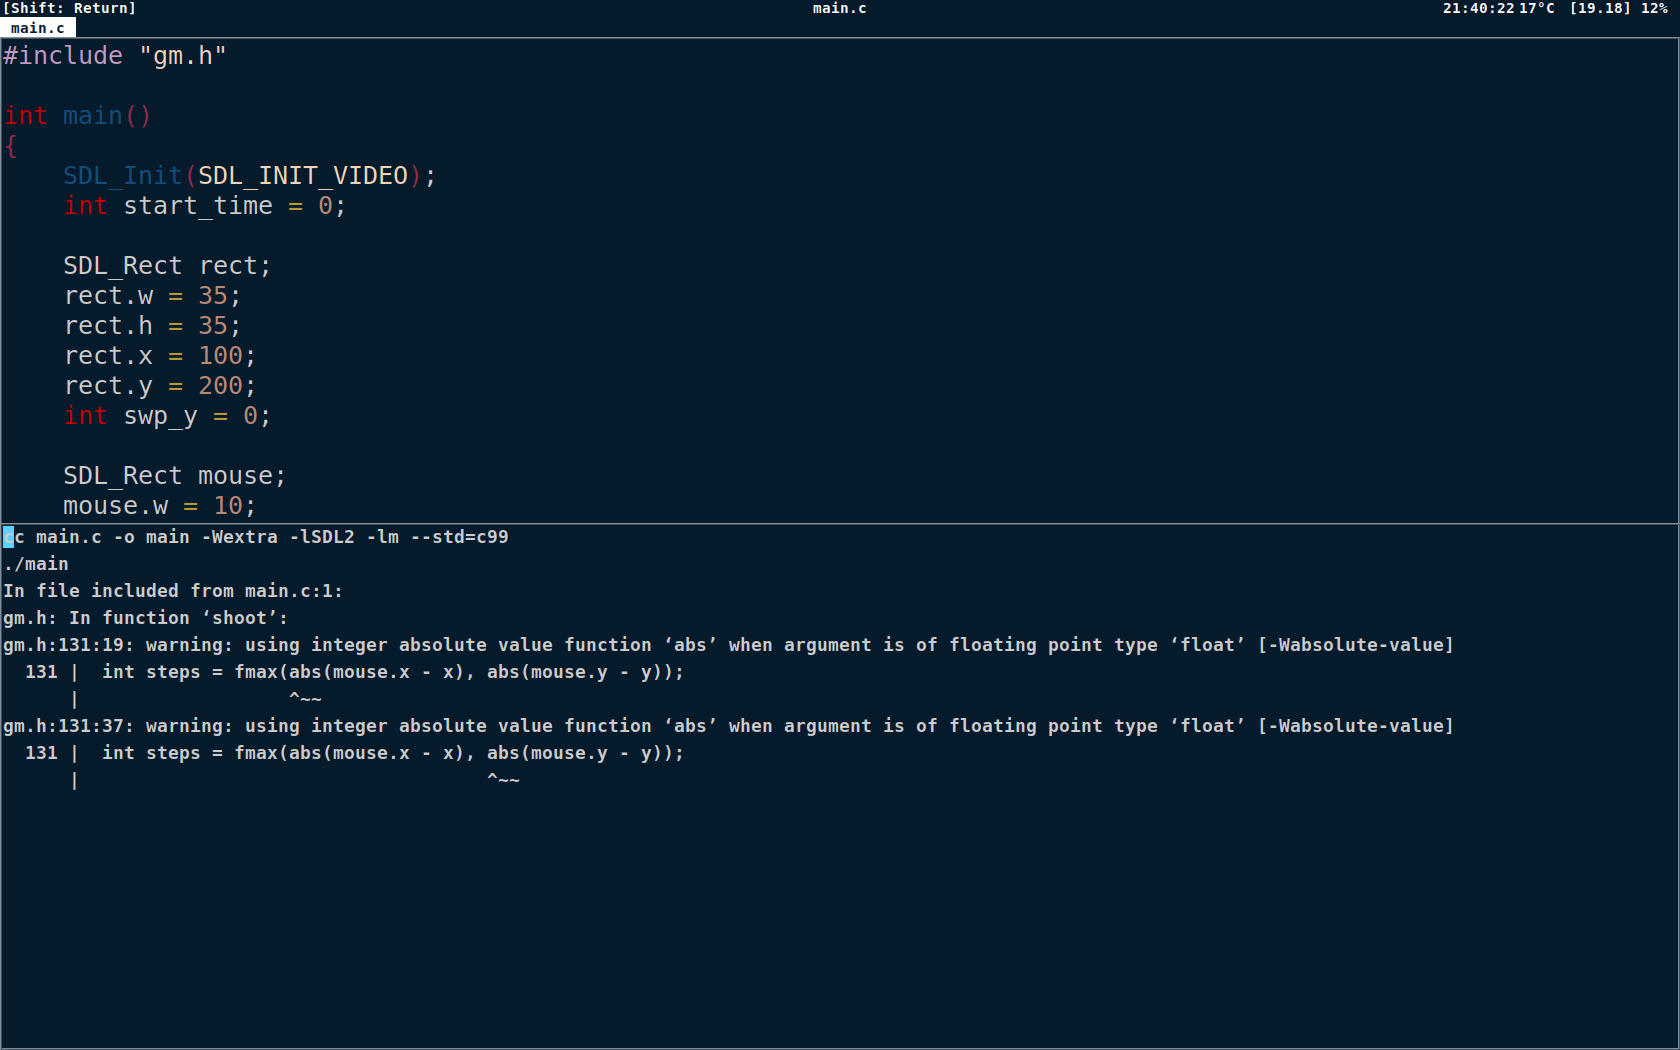 [Shift: Return] main.c 21:40:22 17°C [19.18] 12%
main.c
#include "gm.h"
int main()
{
SDL_Init(SDL_INIT_VIDEO);
int start_time = 0;
SDL_Rect rect;
rect.w = 35;
rect.h = 35;
rect.x = 100;
rect.y = 200;
int swp_y = 0;
SDL_Rect mouse;
mouse.w = 10;
cc main.c -o main -Wextra -lSDL2 -lm --std=c99
./main
In file included from main.c:1:
gm.h: In function ‘shoot’:
gm.h:131:19: warning: using integer absolute value function ‘abs’ when argument is of floating point type ‘float’ [-Wabsolute-value]
131 | int steps = fmax(abs(mouse.x - x), abs(mouse.y - y));
| ^~~
gm.h:131:37: warning: using integer absolute value function ‘abs’ when argument is of floating point type ‘float’ [-Wabsolute-value]
131 | int steps = fmax(abs(mouse.x - x), abs(mouse.y - y));
| ^~~